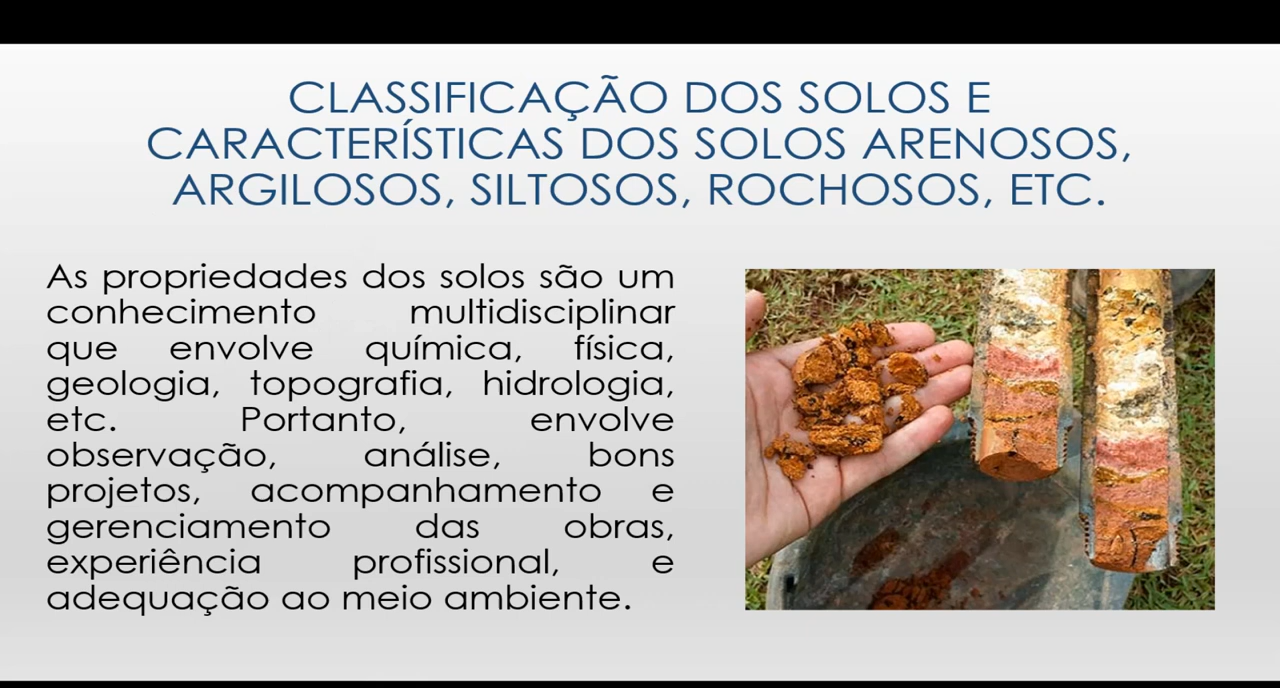 CLASSIFICAÇÃO DOS SOLOS E
CARACTERÍSTICAS DOS SOLOS ARENOSOS,
ARGILOSOS, SILTOSOS, ROCHOSOS, ETC.
As propriedades dos solos são um
conhecimento multidisciplinar
que envolve química, física,
geologia, topografia, hidrologia,
etc. Portanto, envolve
observação, análise, bons
projetos, acompanhamento e
gerenciamento das obras,
experiência profissional, e
adequação ao meio ambiente.